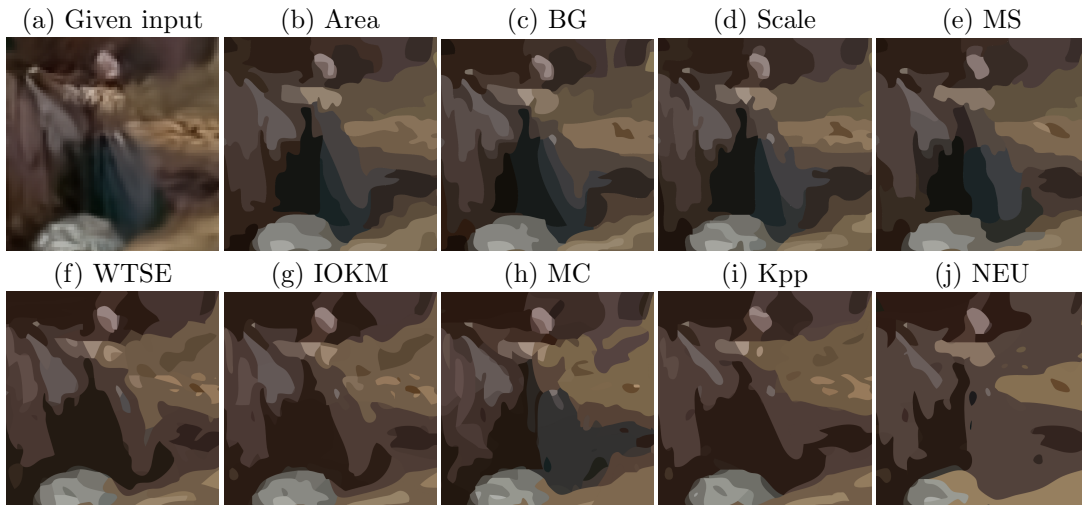 (a) Given input (b) Area (c) BG (d) Scale (e) MS
(f) WTSE (g) IOKM (h) MC (i) Kpp (j) NEU